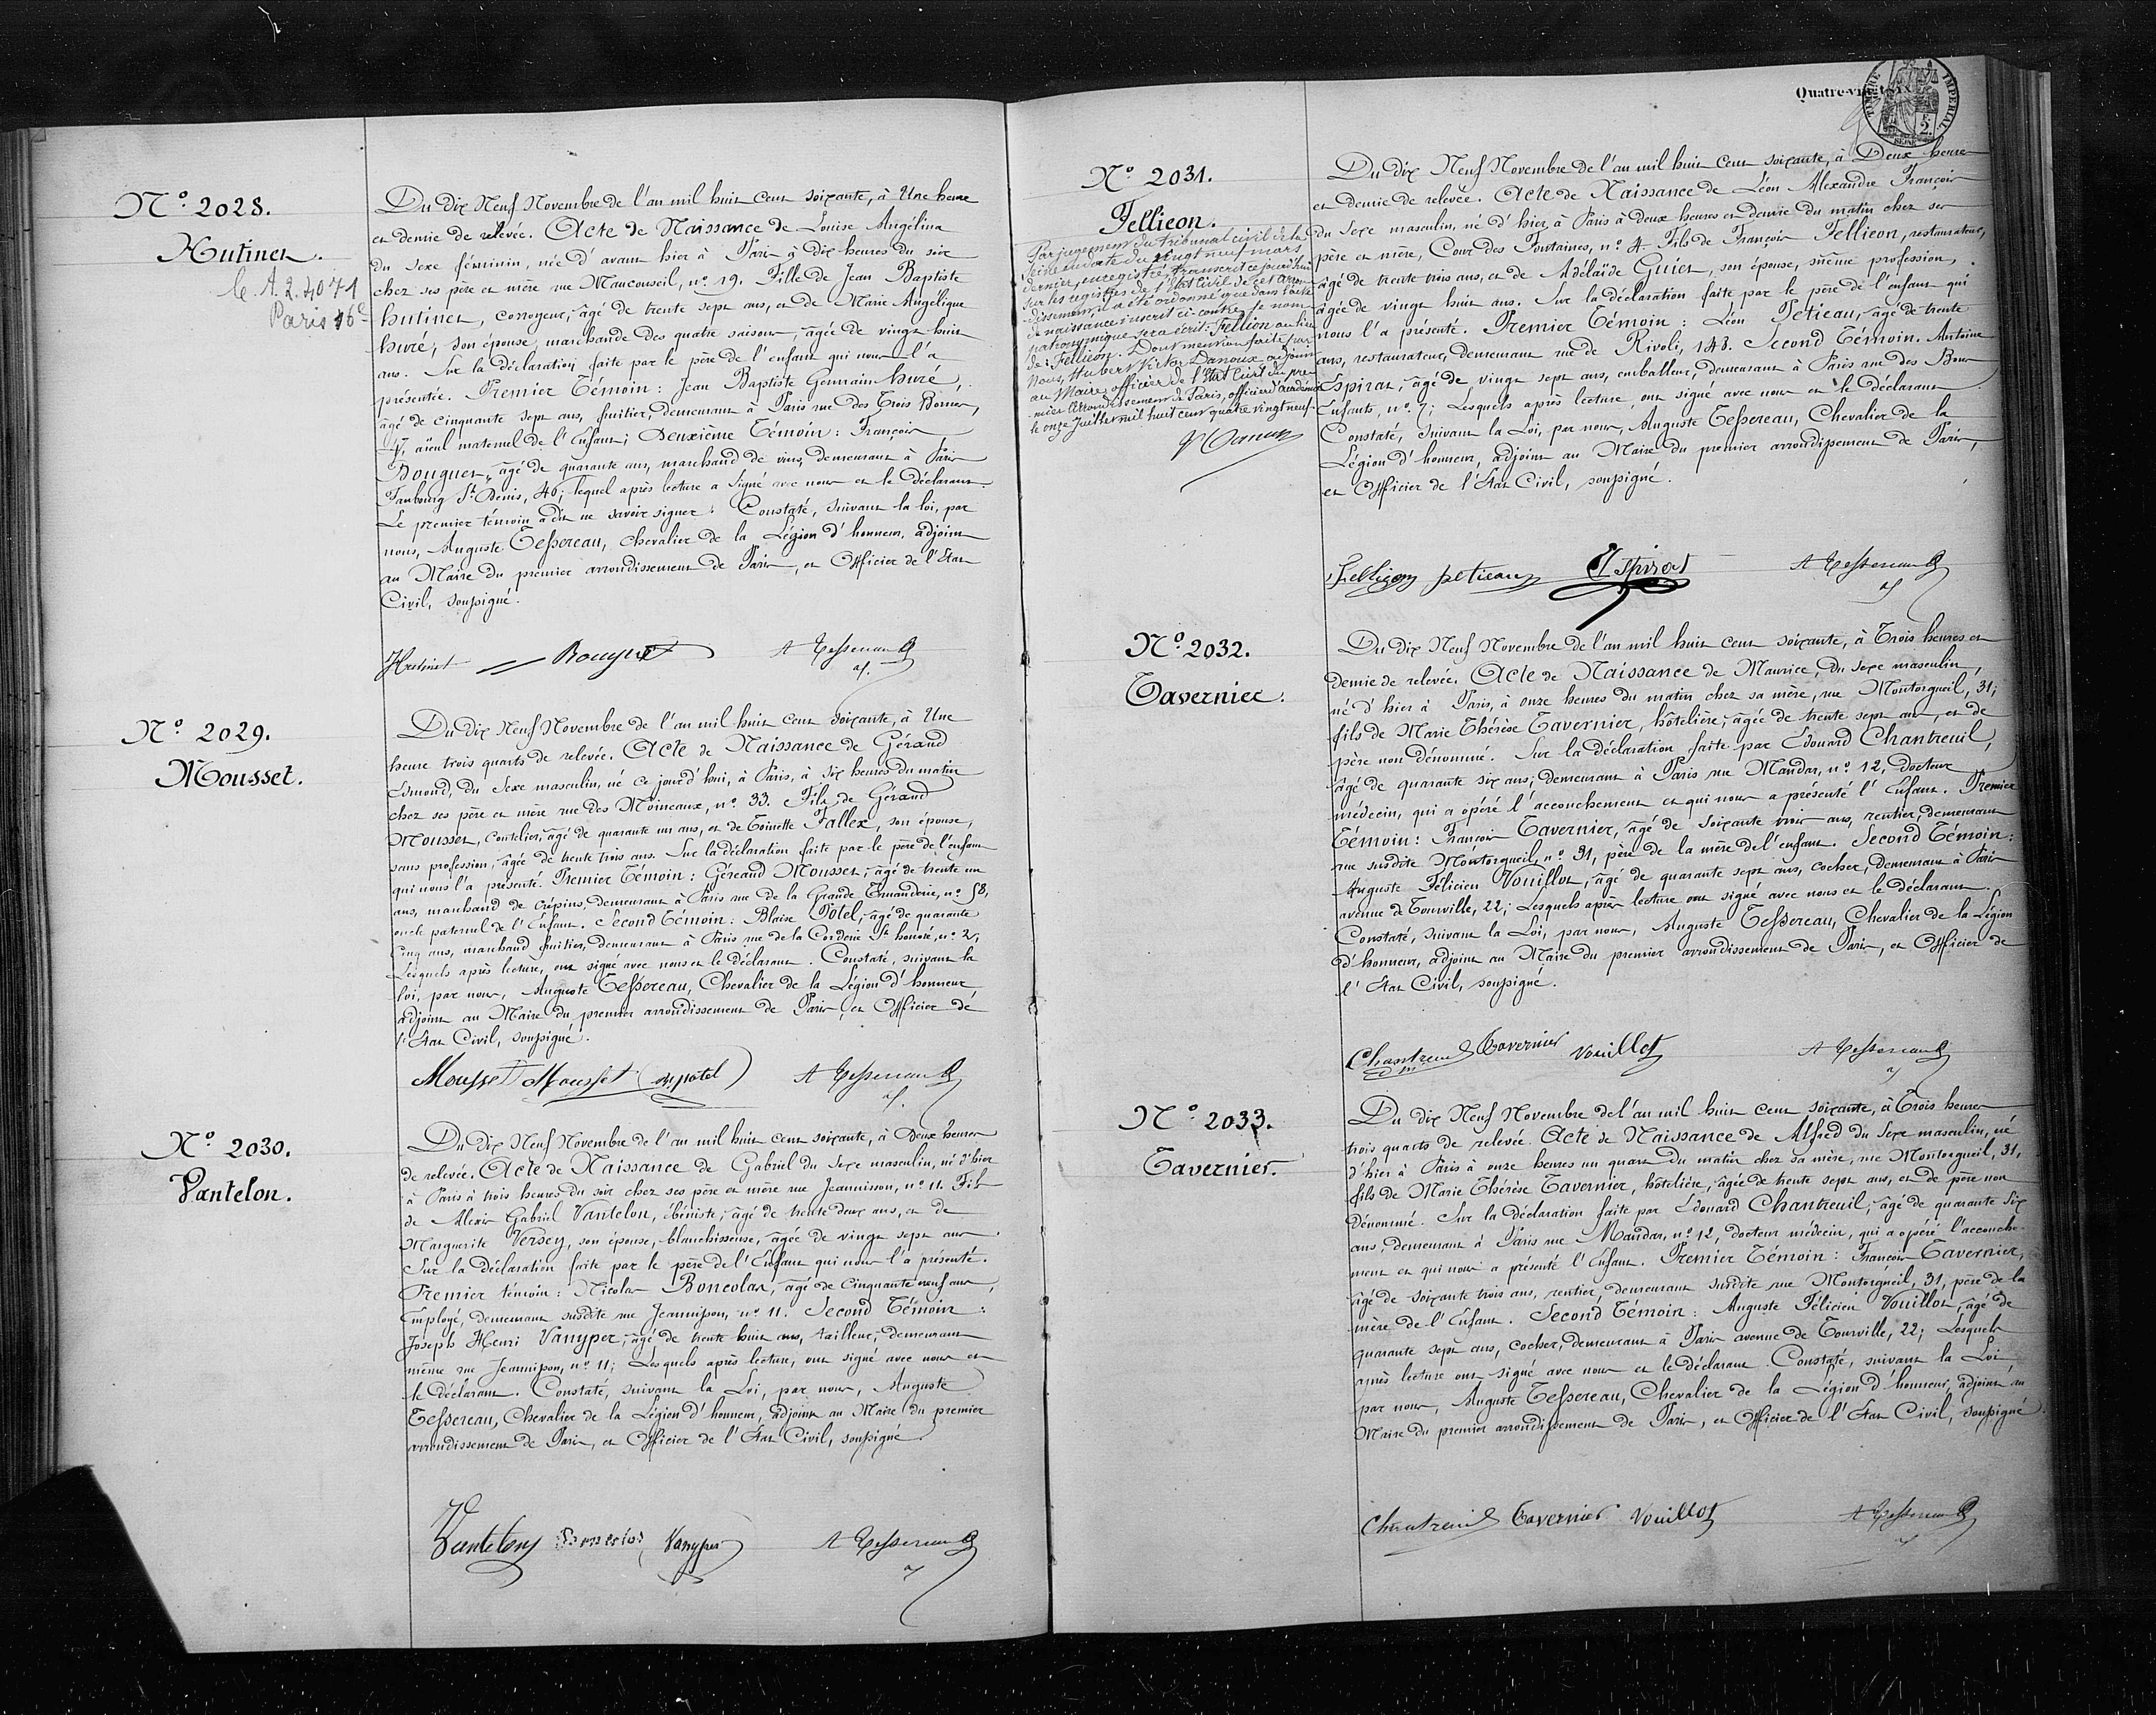 Nº 2028.
Hutinet.
C. A. 2. 4071
Paris 16e
Du dix Neuf Novembre de l'an mil huit cent soixante, à Une heure
et demie de relevée. Acte de Naissance de Louise Angélina
du sexe féminin, née d'avant hier à Paris à dix heures du soir
chez ses père et mère rue Mauconseil, nº 19. Fille de Jean Baptiste
hutinet, corroyeur, âgé de trente sept ans, et de Marie Angélique
huré, son épouse, marchande des quatre saisons, âgée de vingt huit
ans. Sur la déclaration faite par le père de l'enfant qui nous l'a
présentée. Premier Témoin: Jean Baptiste Germain huré,
âgé de cinquante sept ans, fruitier, demeurant à Paris rue des Trois Bornes,
47, aïeul maternel de l'Enfant; Deuxième Témoin: François
Bouquet, âgé de quarante ans, marchand de vins, demeurant à Paris
Faubourg St Denis, 46; lequel après lecture a signé avec nous et le déclarant.
Le premier témoin a dit ne savoir signer. Constaté, suivant la loi, par
nous, Auguste Tessereau, chevalier de la Légion d'honneur, adjoint
au Maire du premier arrondissement de Paris, et Officier de l'Etat
Civil, soussigné.
Hutinet Bouquet A Tessereau
Nº 2029.
Mousset.
Du dix Neuf Novembre de l'an mil huit cent soixante, à Une
heure trois quarts de relevée. Acte de Naissance de Gérand
Edmond, du Sexe masculin, né ce jourd'hui, à Paris, à six heures du matin
chez ses père et mère rue des Moineaux, nº 33. Fils de Gérand
Mousset, coutelier, âgé de quarante un ans, et de Toinette Fallex, son épouse,
sans profession, âgée de trente trois ans. Sur la déclaration faite par le père de l'enfant
qui nous l'a présenté. Premier Témoin: Géreaud Mousset, âgé de trente un
ans, marchand de crépins, demeurant à Paris rue de la Grande Truanderie, nº 58,
oncle paternel de l'Enfant. Second Témoin: Blaise Potel, âgé de quarante
cinq ans, marchand fruitier, demeurant à Paris rue de la Corderie St honoré, nº 2,
Lesquels après lecture, ont signé avec nous et le déclarant. Constaté, suivant la
loi, par nous, Auguste Tessereau, Chevalier de la Légion d'honneur
adjoint au Maire du premier arrondissement de Paris, et Officier de
l'Etat Civil, soussigné.
Mousset Mousset potel A Tessereau
Nº 2030.
Vantelon.
Du dix Neuf Novembre de l'an mil huit cent soixante, à Deux heures
de relevée. Acte de Naissance de Gabriel du Sexe masculin, né d'hier
à Paris à trois heures du soir chez ses père et mère rue Jeannisson, nº 11. Fils
de Alexis Gabriel Vantelon, ébéniste, âgé de trente deux ans, et de
Marguerite Versey, son épouse, blanchisseuse, âgée de vingt sept ans.
Sur la déclaration faite par le père de l'Enfant qui nous l'a présenté.
Premier témoin: Nicolas Boncolas, âgé de Cinquante neuf ans,
Employé, demeurant susdite rue Jeannisson, nº 11. Second Témoin:
Joseph Henri Vanyper, âgé de trente huit ans, tailleur, demeurant
même rue Jeannisson, nº 11; Lesquels après lecture, ont signé avec nous et
le déclarant. Constaté, suivant la Loi, par nous, Auguste
Tessereau, Chevalier de la Légion d'honneur, adjoint au Maire du premier
arrondissement de Paris, et Officier de l'Etat Civil, soussigné.
Vantelon Boncolas Vanyper A Tessereau
Quatre-vingt-six
TIMBRE IMPERIAL
2.
SEINE
Nº 2031.
Fellieon.
Par jugement du tribunal civil de la
Seine en date du vingt neuf mars
dernier, enregistré, transcrit ce jourd'hui
sur les registres de l'Etat Civil de cet arron-
dissement, il a été ordonné que dans l'acte
de naissance inscrit ci-contre, le nom
patronymique sera écrit: Fellion au lieu
de: Fellieon. Dont mention faite par
Nous, Hubert Victor Danoux, adjoint
au Maire, officier de l'Etat Civil du pre-
mier Arrondissement de Paris, officier d'académie
le onze Juillet mil huit cent quatre vingt neuf.
Du dix Neuf Novembre de l'an mil huit cent soixante, à Deux heures
et demie de relevée. Acte de Naissance de Léon Alexandre François
du Sexe masculin, né d'hier, à Paris à deux heures et demie du matin chez ses
père et mère, Cour des Fontaines, nº 4. Fils de François Fellieon, restaurateur,
âgé de trente trois ans, et de Adélaïde Guiet, son épouse, même profession,
âgée de vingt huit ans. Sur la déclaration faite par le père de l'enfant qui
nous l'a présenté. Premier Témoin: Léon Petieau, âgé de trente
ans, restaurateur, demeurant rue de Rivoli, 148. Second Témoin. Antoine
Espirat, âgé de vingt sept ans, emballeur, demeurant à Paris rue des Bons
Enfants, nº 7; Lesquels après lecture, ont signé avec nous et le déclarant
Constaté, suivant la Loi, par nous, Auguste Tessereau, Chevalier de la
Légion d'honneur, adjoint au Maire du premier arrondissement de Paris,
et Officier de l'Etat Civil, soussigné.
Fellieon petieau Espirat A Tessereau
Nº 2032.
Tavernier.
Du dix Neuf Novembre de l'an mil huit cent soixante, à Trois heures et
demie de relevée. Acte de Naissance de Maurice, du sexe masculin,
né d'hier à Paris, à onze heures du matin chez sa mère, rue Montorgueil, 31;
fils de Marie Thérèse Tavernier, hôtelière, âgée de trente sept ans, et de
père non dénommé. Sur la déclaration faite par Edouard Chantreuil,
âgé de quarante six ans, demeurant à Paris rue Mandar, nº 12, docteur
médecin, qui a opéré l'accouchement et qui nous a présenté l'Enfant. Premier
Témoin: François Tavernier, âgé de soixante trois ans, rentier, demeurant
rue susdite Montorgueil, nº 31, père de la mère de l'enfant. Second Témoin:
Auguste Félicien Vouillot, âgé de quarante sept ans, cocher, demeurant à Paris
avenue de Tourville, 22; Lesquels après lecture ont signé avec nous et le déclarant.
Constaté, suivant la Loi, par nous, Auguste Tessereau, Chevalier de la Légion
d'honneur, adjoint au Maire du premier arrondissement de Paris, et Officier de
l'Etat Civil, soussigné.
Chantreuil Tavernier Vouillot A Tessereau
Nº 2033.
Tavernier.
Du dix Neuf Novembre de l'an mil huit cent soixante, à Trois heures
trois quarts de relevée. Acte de Naissance de Alfred du Sexe masculin, né
d'hier à Paris à onze heures un quart du matin chez sa mère, rue Montorgueil, 31,
fils de Marie Thérèse Tavernier, hôtelière, âgée de trente sept ans, et de père non
dénommé. Sur la déclaration faite par Edouard Chantreuil, âgé de quarante six
ans, demeurant à Paris rue Mandar, nº 12, docteur médecin, qui a opéré l'accouche-
ment et qui nous a présenté l'Enfant. Premier Témoin: François Tavernier,
âgé de soixante trois ans, rentier, demeurant susdite rue Montorgueil, 31, père de la
mère de l'Enfant. Second Témoin: Auguste Félicien Vouillot, âgé de
quarante sept ans, cocher, demeurant à Paris avenue de Tourville, 22; Lesquels
après lecture ont signé avec nous et le déclarant. Constaté, suivant la Loi,
par nous, Auguste Tessereau, Chevalier de la Légion d'honneur, adjoint au
Maire du premier arrondissement de Paris, et Officier de l'Etat Civil, soussigné.
Chantreuil Tavernier Vouillot A Tessereau